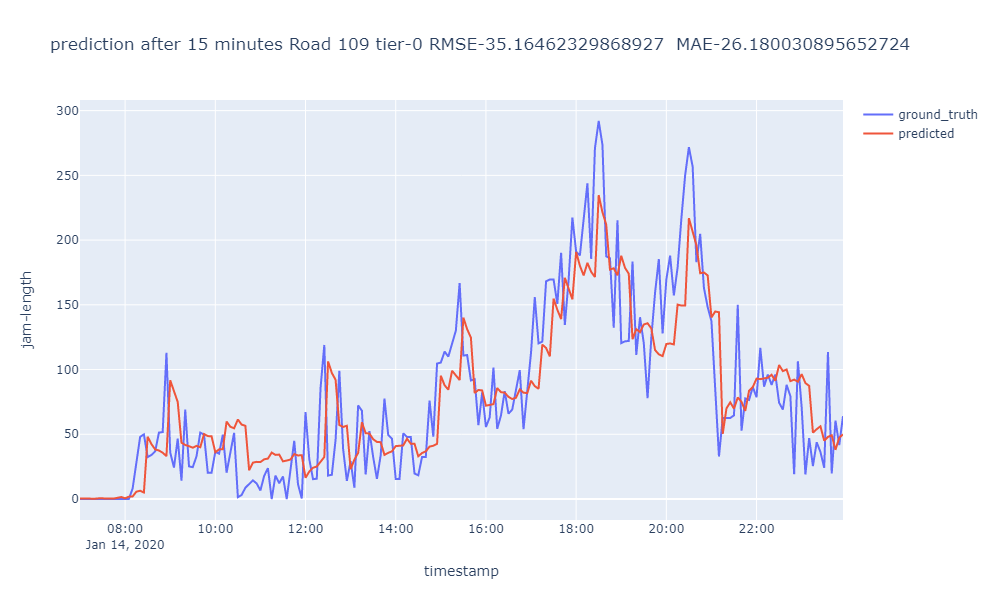 prediction after 15 minutes Road 109 tier-0 RMSE-35.16462329868927  MAE-26.180030895652724
ground_truth
predicted
jam-length
300
250
200
150
100
50
0
08:00
10:00
12:00
14:00
16:00
18:00
20:00
22:00
Jan 14, 2020
timestamp